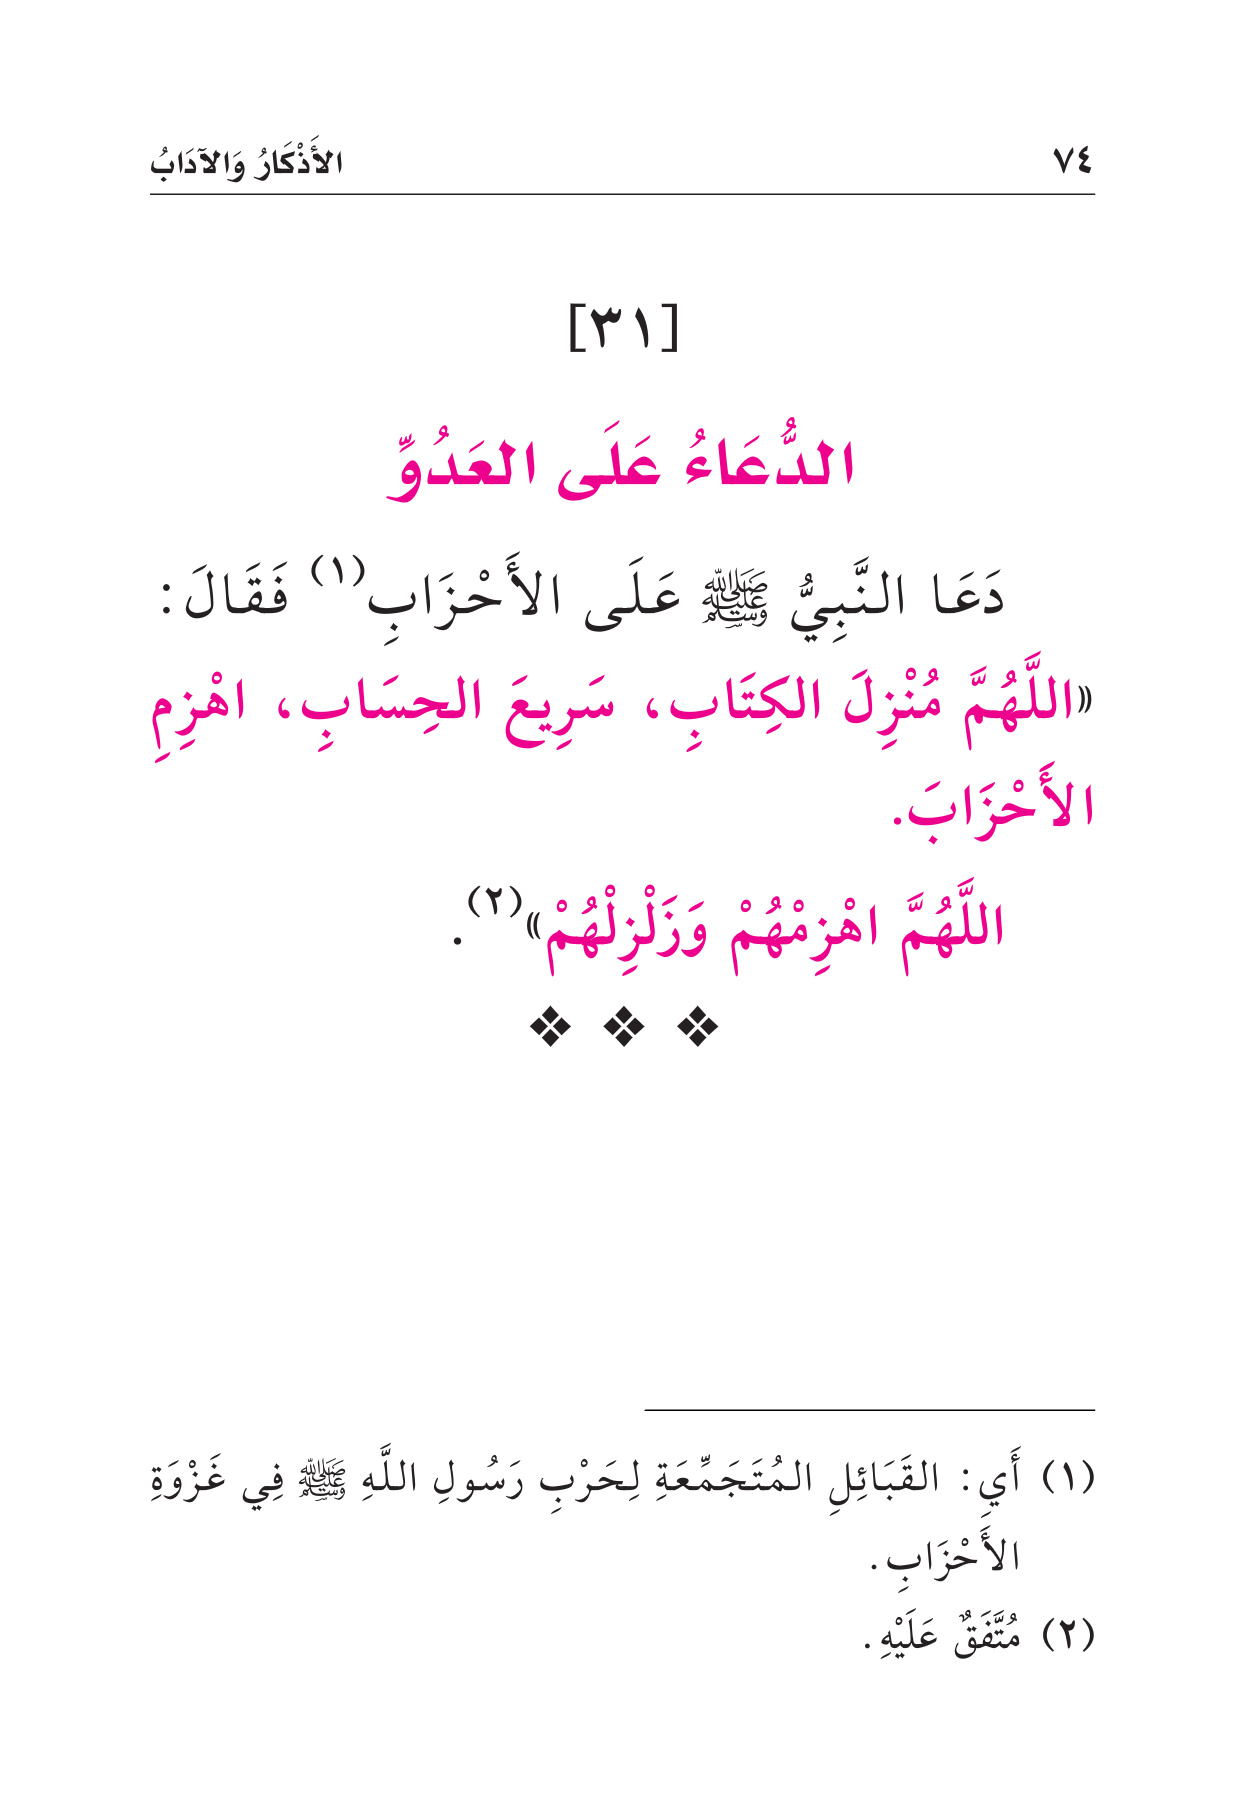 ٧٤
الأَذْكَارُ وَالآدَابُ
[٣١]
الدُّعَاءُ عَلَى العَدُوِّ
دَعَا النَّبِيُّ ﷺ عَلَى الأَحْزَابِ(١) فَقَالَ:
«اللَّهُمَّ مُنْزِلَ الكِتَابِ، سَرِيعَ الحِسَابِ، اهْزِمِ
الأَحْزَابَ.
اللَّهُمَّ اهْزِمْهُمْ وَزَلْزِلْهُمْ»(٢).
(١) أَيِ: القَبَائِلِ المُتَجَمِّعَةِ لِحَرْبِ رَسُولِ اللَّهِ ﷺ فِي غَزْوَةِ
الأَحْزَابِ.
(٢) مُتَّفَقٌ عَلَيْهِ.